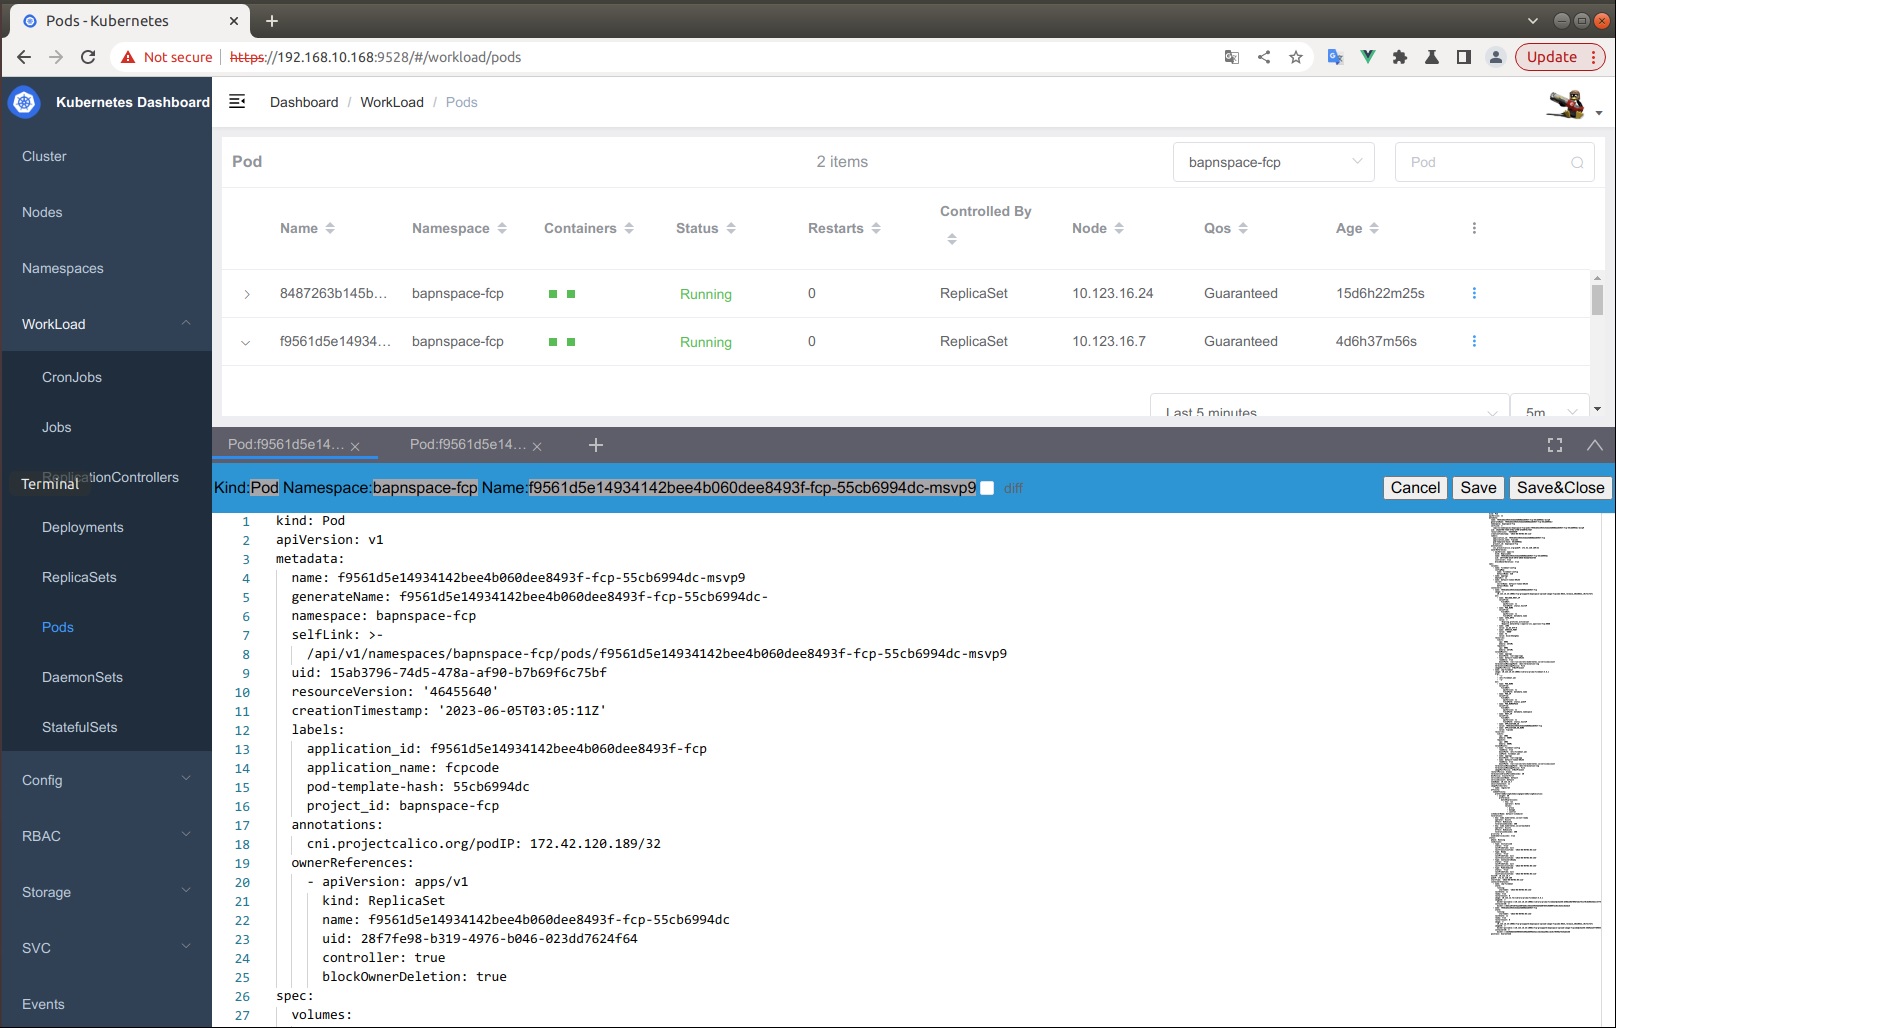 Pods - Kubernetes
Not secure https://192.168.10.168:9528/#/workload/pods
Update
Kubernetes Dashboard
Dashboard / WorkLoad / Pods
Cluster
Nodes
Namespaces
WorkLoad
CronJobs
Jobs
ReplicationControllers
Terminal
Deployments
ReplicaSets
Pods
DaemonSets
StatefulSets
Config
RBAC
Storage
SVC
Events
Pod 2 items bapnspace-fcp Pod
Name Namespace Containers Status Restarts Controlled By Node Qos Age
8487263b145b... bapnspace-fcp Running 0 ReplicaSet 10.123.16.24 Guaranteed 15d6h22m25s
f9561d5e14934... bapnspace-fcp Running 0 ReplicaSet 10.123.16.7 Guaranteed 4d6h37m56s
Last 5 minutes 5m
Pod:f9561d5e14... Pod:f9561d5e14...
Kind:Pod Namespace:bapnspace-fcp Name:f9561d5e14934142bee4b060dee8493f-fcp-55cb6994dc-msvp9 diff Cancel Save Save&Close
1 kind: Pod
2 apiVersion: v1
3 metadata:
4 name: f9561d5e14934142bee4b060dee8493f-fcp-55cb6994dc-msvp9
5 generateName: f9561d5e14934142bee4b060dee8493f-fcp-55cb6994dc-
6 namespace: bapnspace-fcp
7 selfLink: >-
8 /api/v1/namespaces/bapnspace-fcp/pods/f9561d5e14934142bee4b060dee8493f-fcp-55cb6994dc-msvp9
9 uid: 15ab3796-74d5-478a-af90-b7b69f6c75bf
10 resourceVersion: '46455640'
11 creationTimestamp: '2023-06-05T03:05:11Z'
12 labels:
13 application_id: f9561d5e14934142bee4b060dee8493f-fcp
14 application_name: fcpcode
15 pod-template-hash: 55cb6994dc
16 project_id: bapnspace-fcp
17 annotations:
18 cni.projectcalico.org/podIP: 172.42.120.189/32
19 ownerReferences:
20 - apiVersion: apps/v1
21 kind: ReplicaSet
22 name: f9561d5e14934142bee4b060dee8493f-fcp-55cb6994dc
23 uid: 28f7fe98-b319-4976-b046-023dd7624f64
24 controller: true
25 blockOwnerDeletion: true
26 spec:
27 volumes: